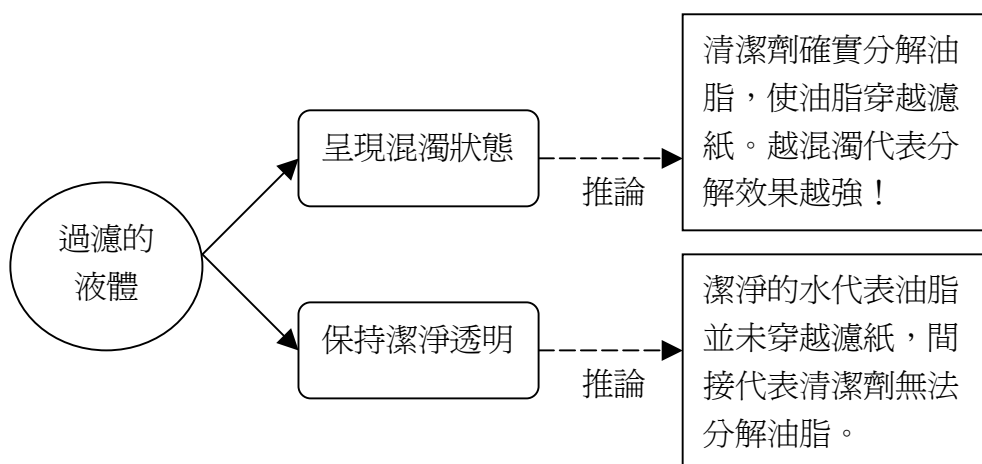 過濾的
液體
呈現混濁狀態
推論
清潔劑確實分解油
脂，使油脂穿越濾
紙。越混濁代表分
解效果越強！
保持潔淨透明
推論
潔淨的水代表油脂
並未穿越濾紙，間
接代表清潔劑無法
分解油脂。